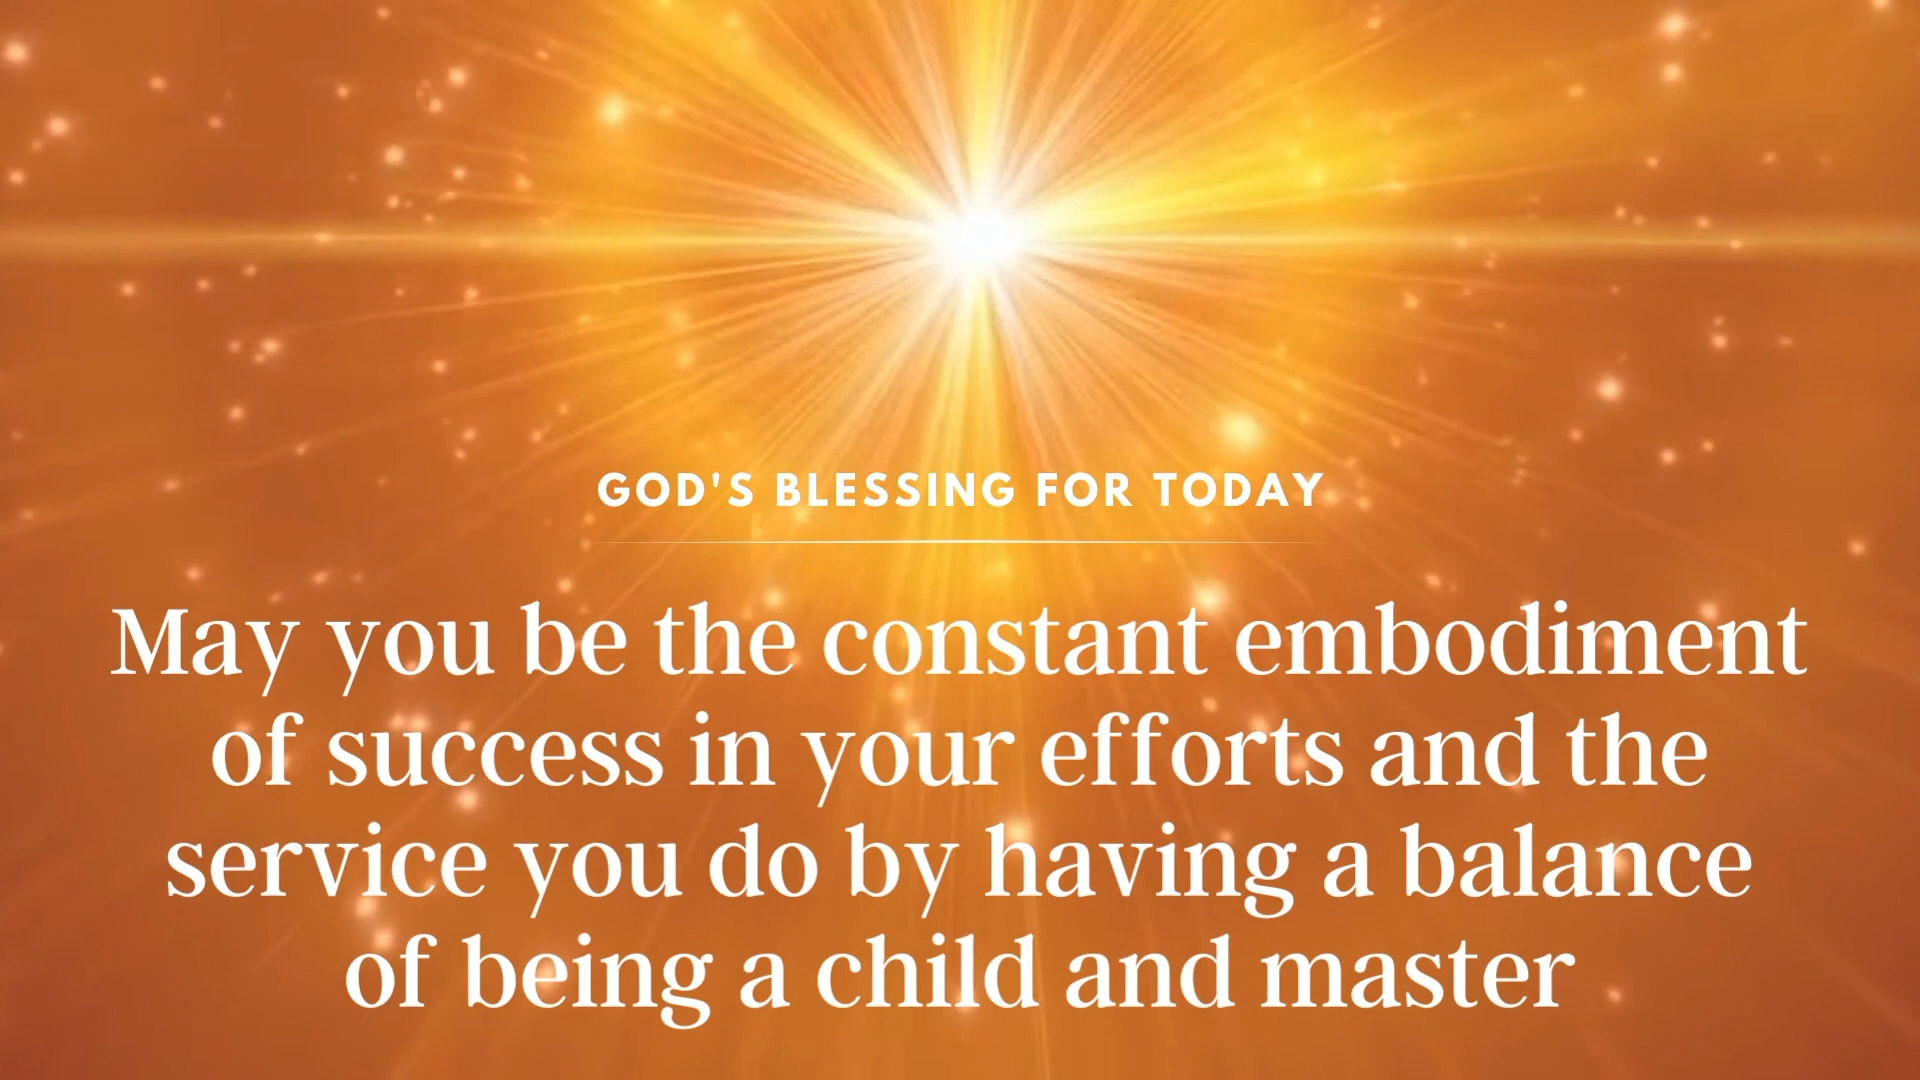 GOD'S BLESSING FOR TODAY
May you be the constant embodiment
of success in your efforts and the
service you do by having a balance
of being a child and master